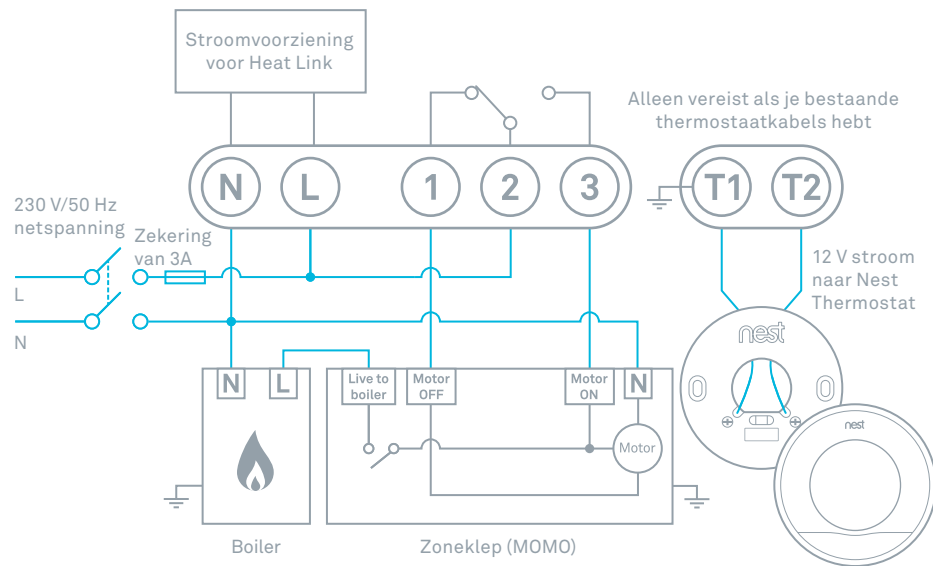 Stroomvoorziening
voor Heat Link
Alleen vereist als je bestaande
thermostaatkabels hebt
N
L
1
2
3
T1
T2
230 V/50 Hz
netspanning
Zekering
van 3A
L
N
12 V stroom
naar Nest
Thermostat
nest
N
L
Live to
boiler
Motor
OFF
Motor
ON
N
Motor
nest
Boiler
Zoneklep (MOMO)